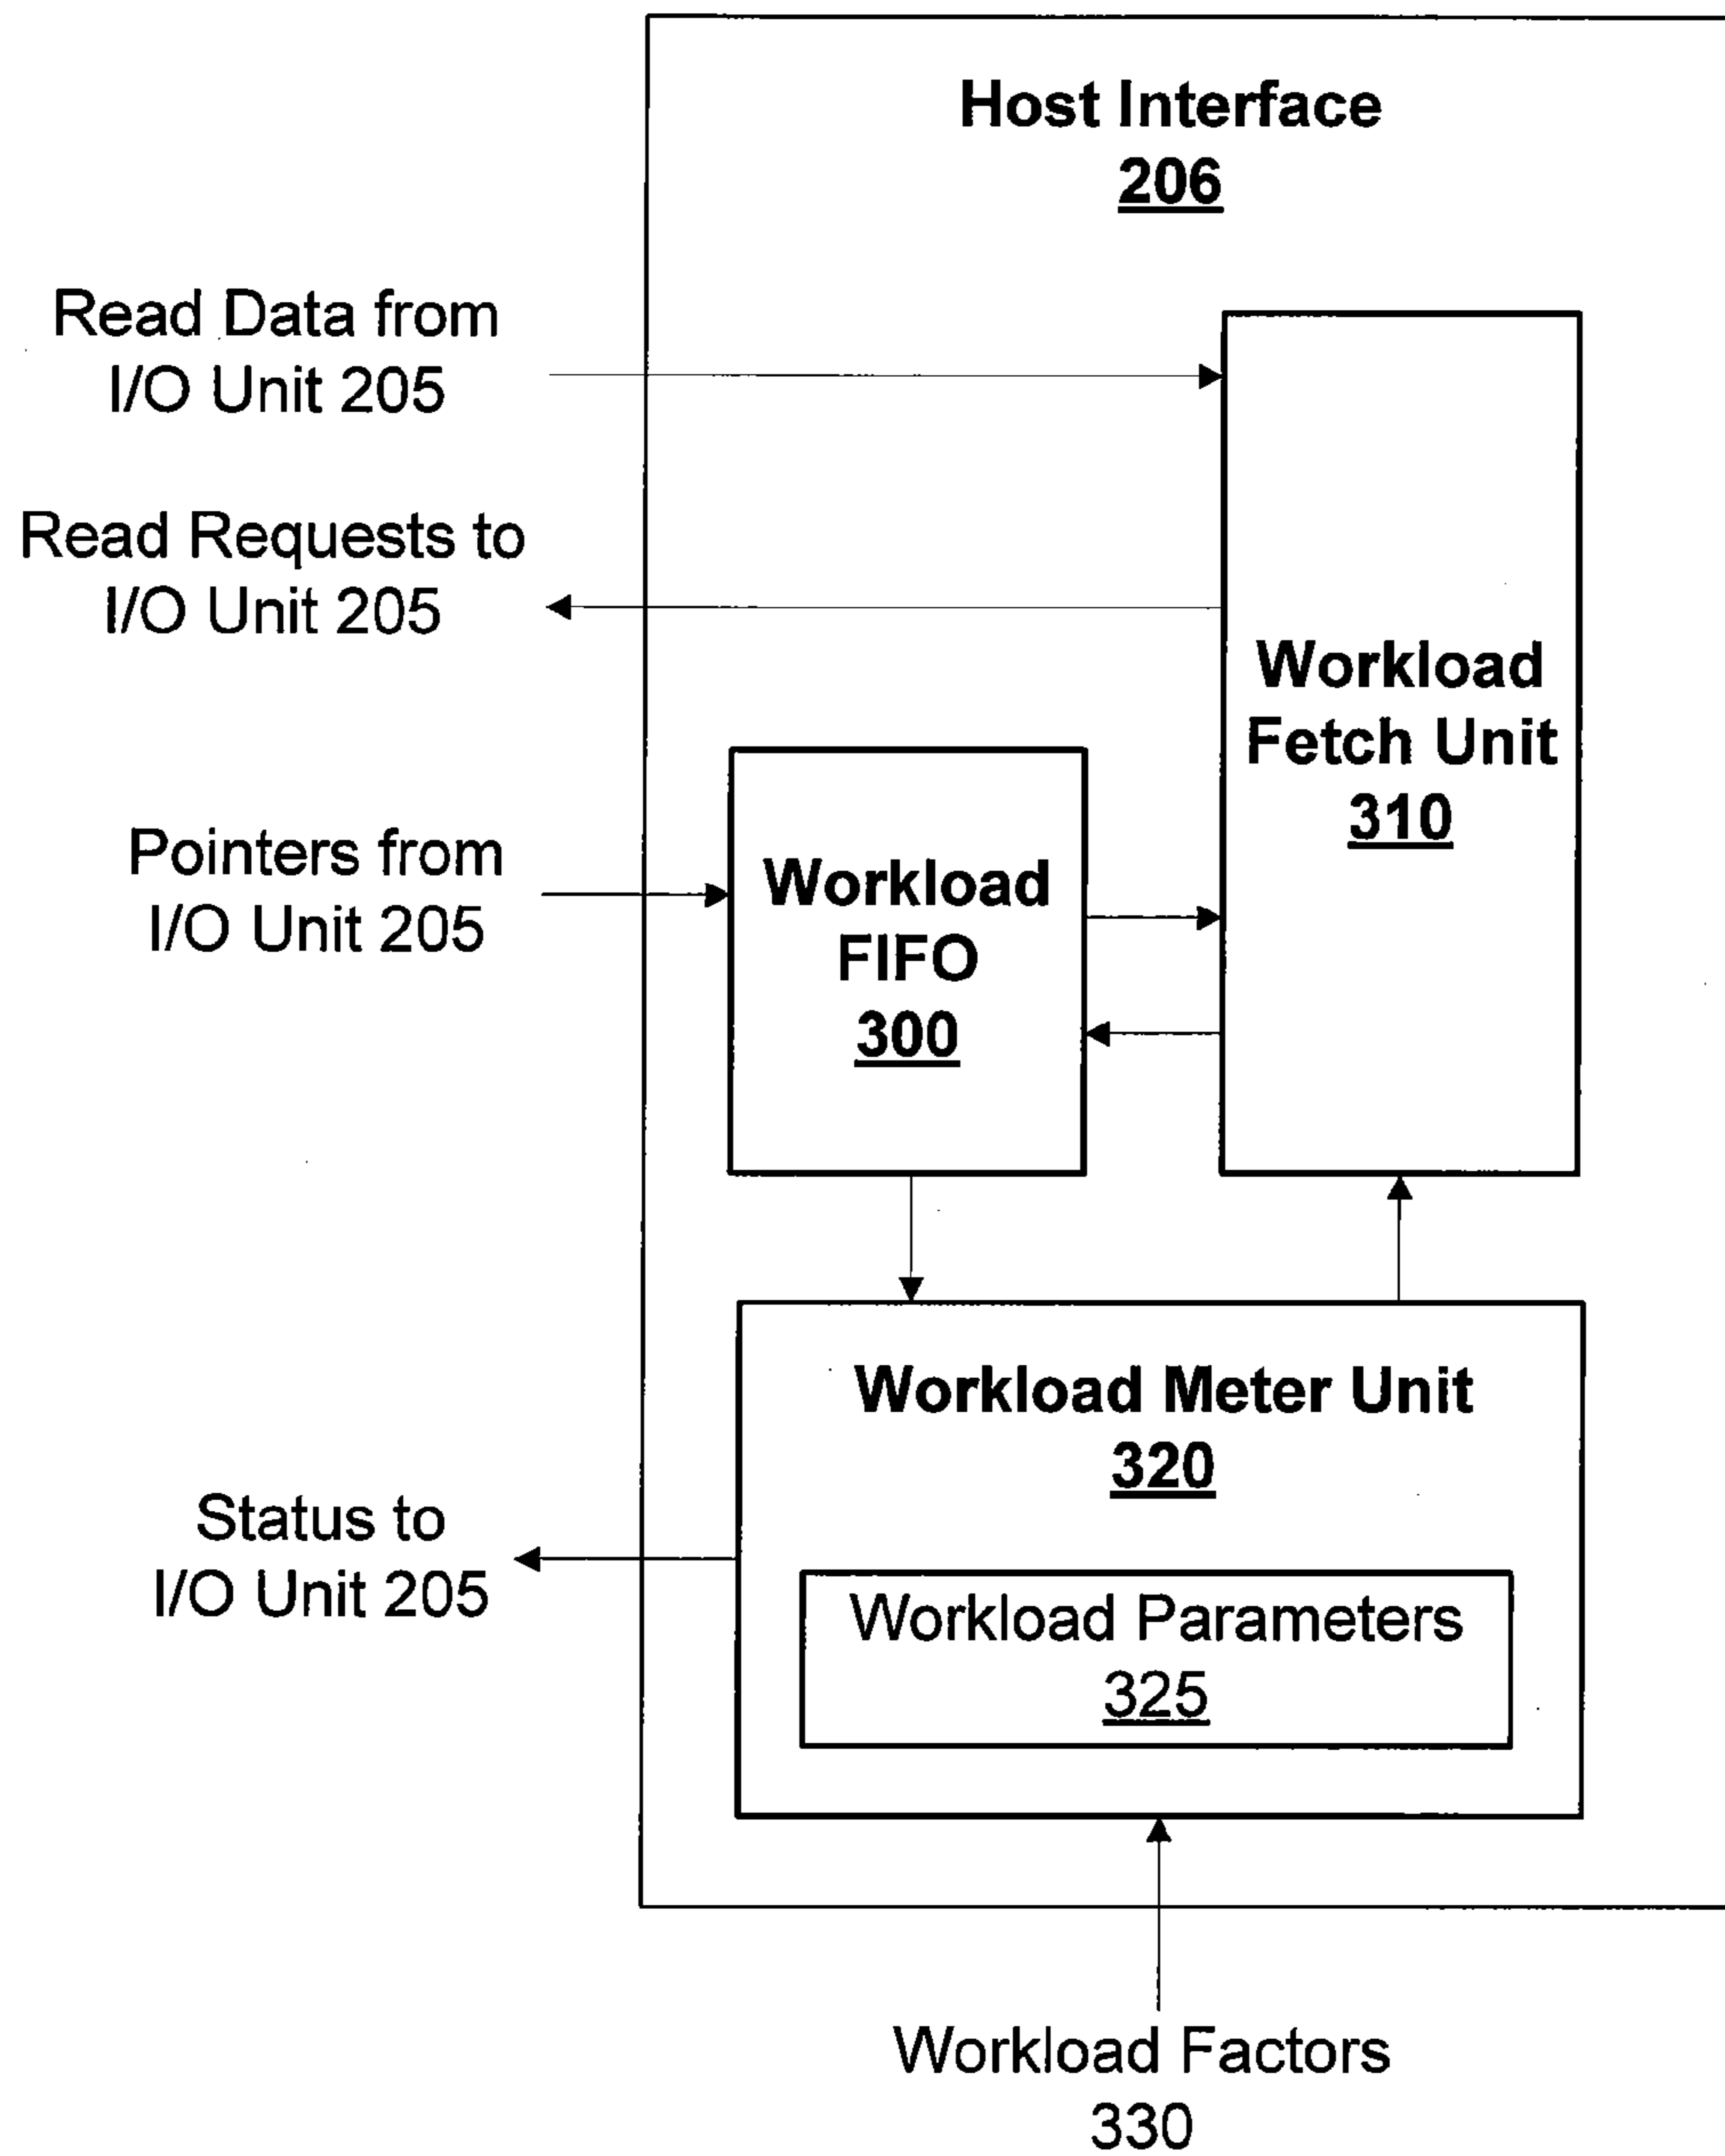 Host Interface
206
Read Data from
I/O Unit 205
Read Requests to
I/O Unit 205
Workload
Fetch Unit
310
Pointers from
I/O Unit 205
Workload
FIFO
300
Workload Meter Unit
320
Status to
I/O Unit 205
Workload Parameters
325
Workload Factors
330